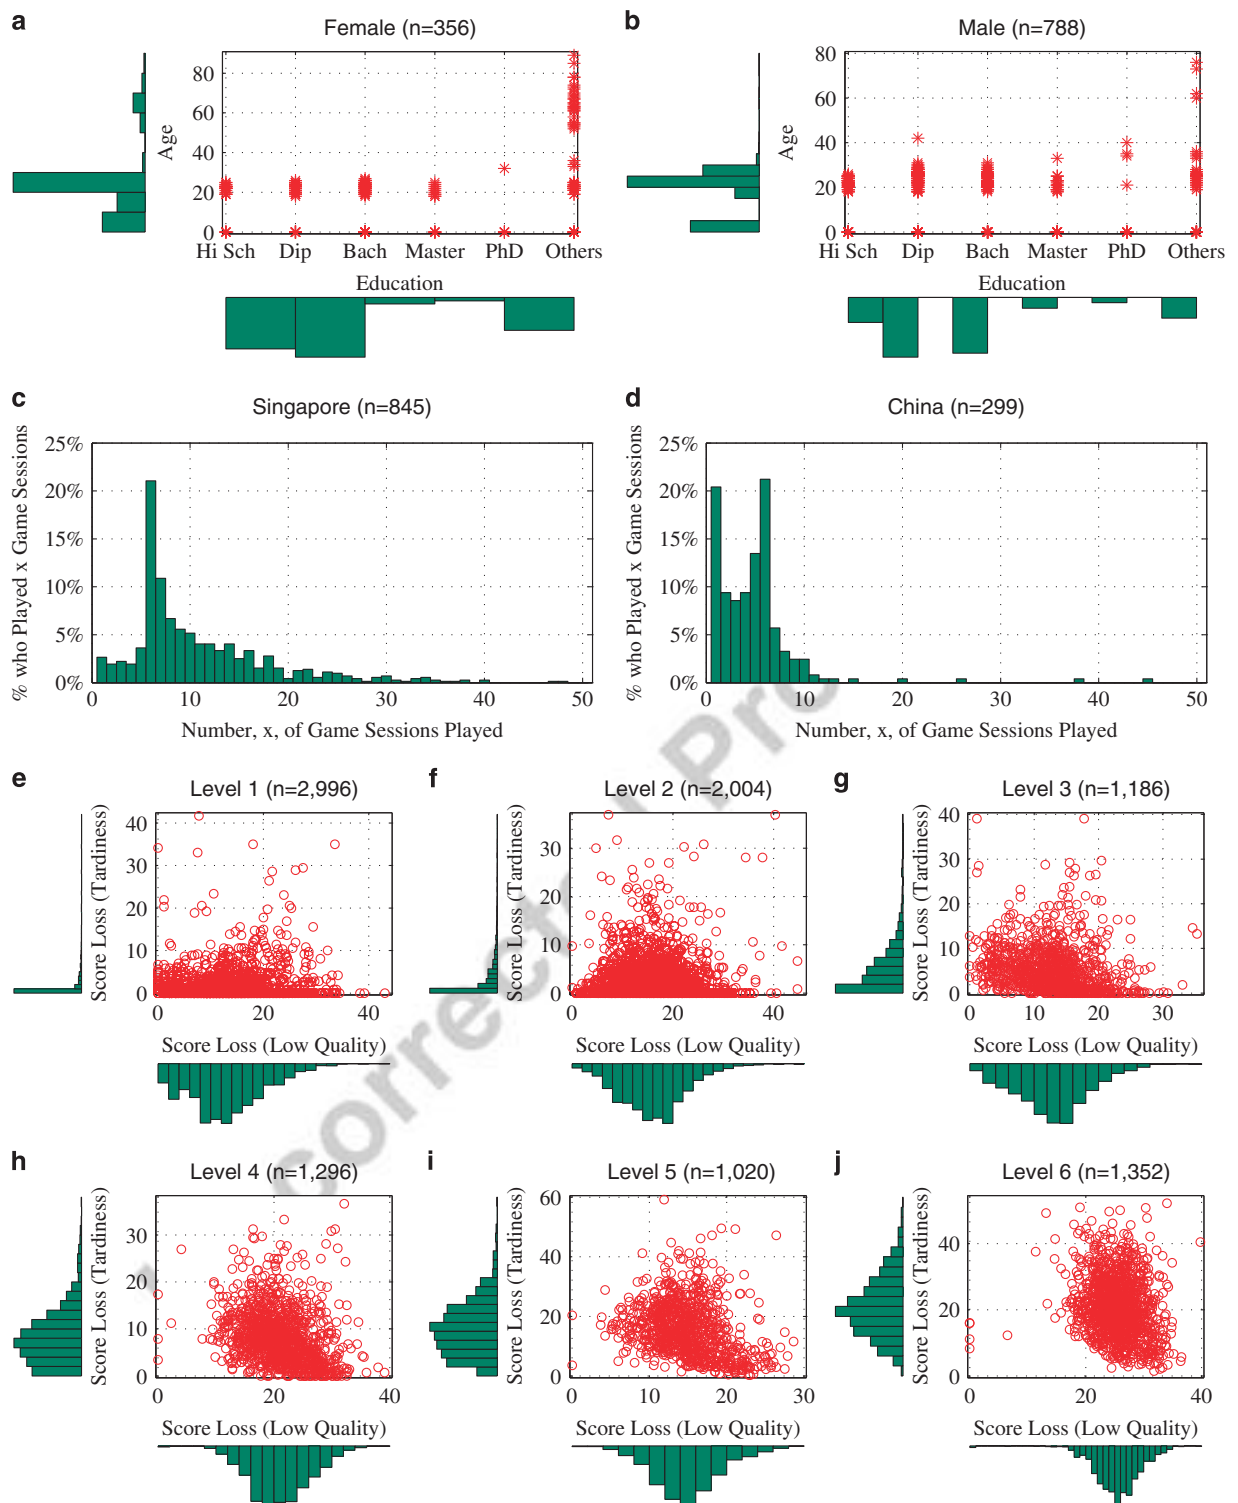 a
Female (n=356)
80
60
40
20
0
Age
Hi Sch Dip Bach Master PhD Others
Education
b
Male (n=788)
80
60
40
20
0
Age
Hi Sch Dip Bach Master PhD Others
Education
c
Singapore (n=845)
25%
20%
15%
10%
5%
0%
% who Played x Game Sessions
0 10 20 30 40 50
Number, x, of Game Sessions Played
d
China (n=299)
25%
20%
15%
10%
5%
0%
% who Played x Game Sessions
0 10 20 30 40 50
Number, x, of Game Sessions Played
e
Level 1 (n=2,996)
40
30
20
10
0
Score Loss (Tardiness)
0 20 40
Score Loss (Low Quality)
f
Level 2 (n=2,004)
30
20
10
0
Score Loss (Tardiness)
0 20 40
Score Loss (Low Quality)
g
Level 3 (n=1,186)
40
30
20
10
0
Score Loss (Tardiness)
0 10 20 30
Score Loss (Low Quality)
h
Level 4 (n=1,296)
30
20
10
0
Score Loss (Tardiness)
0 20 40
Score Loss (Low Quality)
i
Level 5 (n=1,020)
60
40
20
0
Score Loss (Tardiness)
0 10 20 30
Score Loss (Low Quality)
j
Level 6 (n=1,352)
40
20
0
Score Loss (Tardiness)
0 20 40
Score Loss (Low Quality)